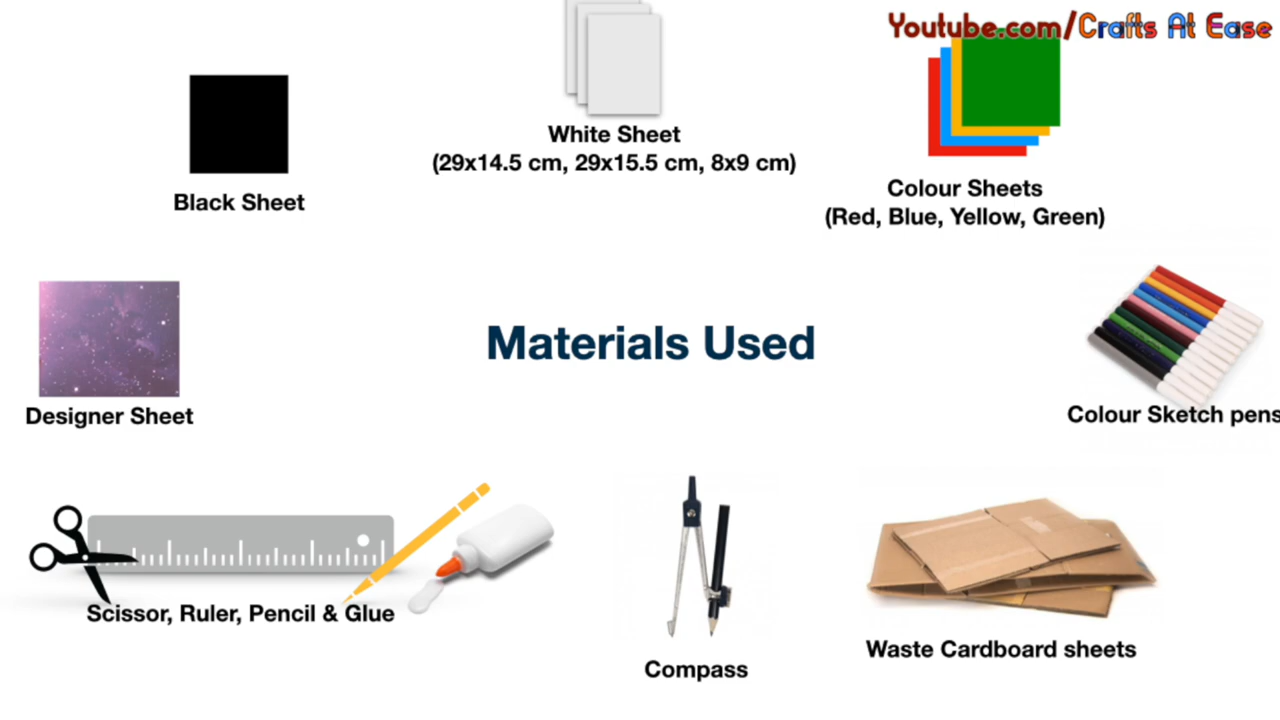 Youtube.com/Crafts At Ease
White Sheet
(29x14.5 cm, 29x15.5 cm, 8x9 cm)
Black Sheet
Colour Sheets
(Red, Blue, Yellow, Green)
Materials Used
Designer Sheet
Colour Sketch pens
Scissor, Ruler, Pencil & Glue
Compass
Waste Cardboard sheets